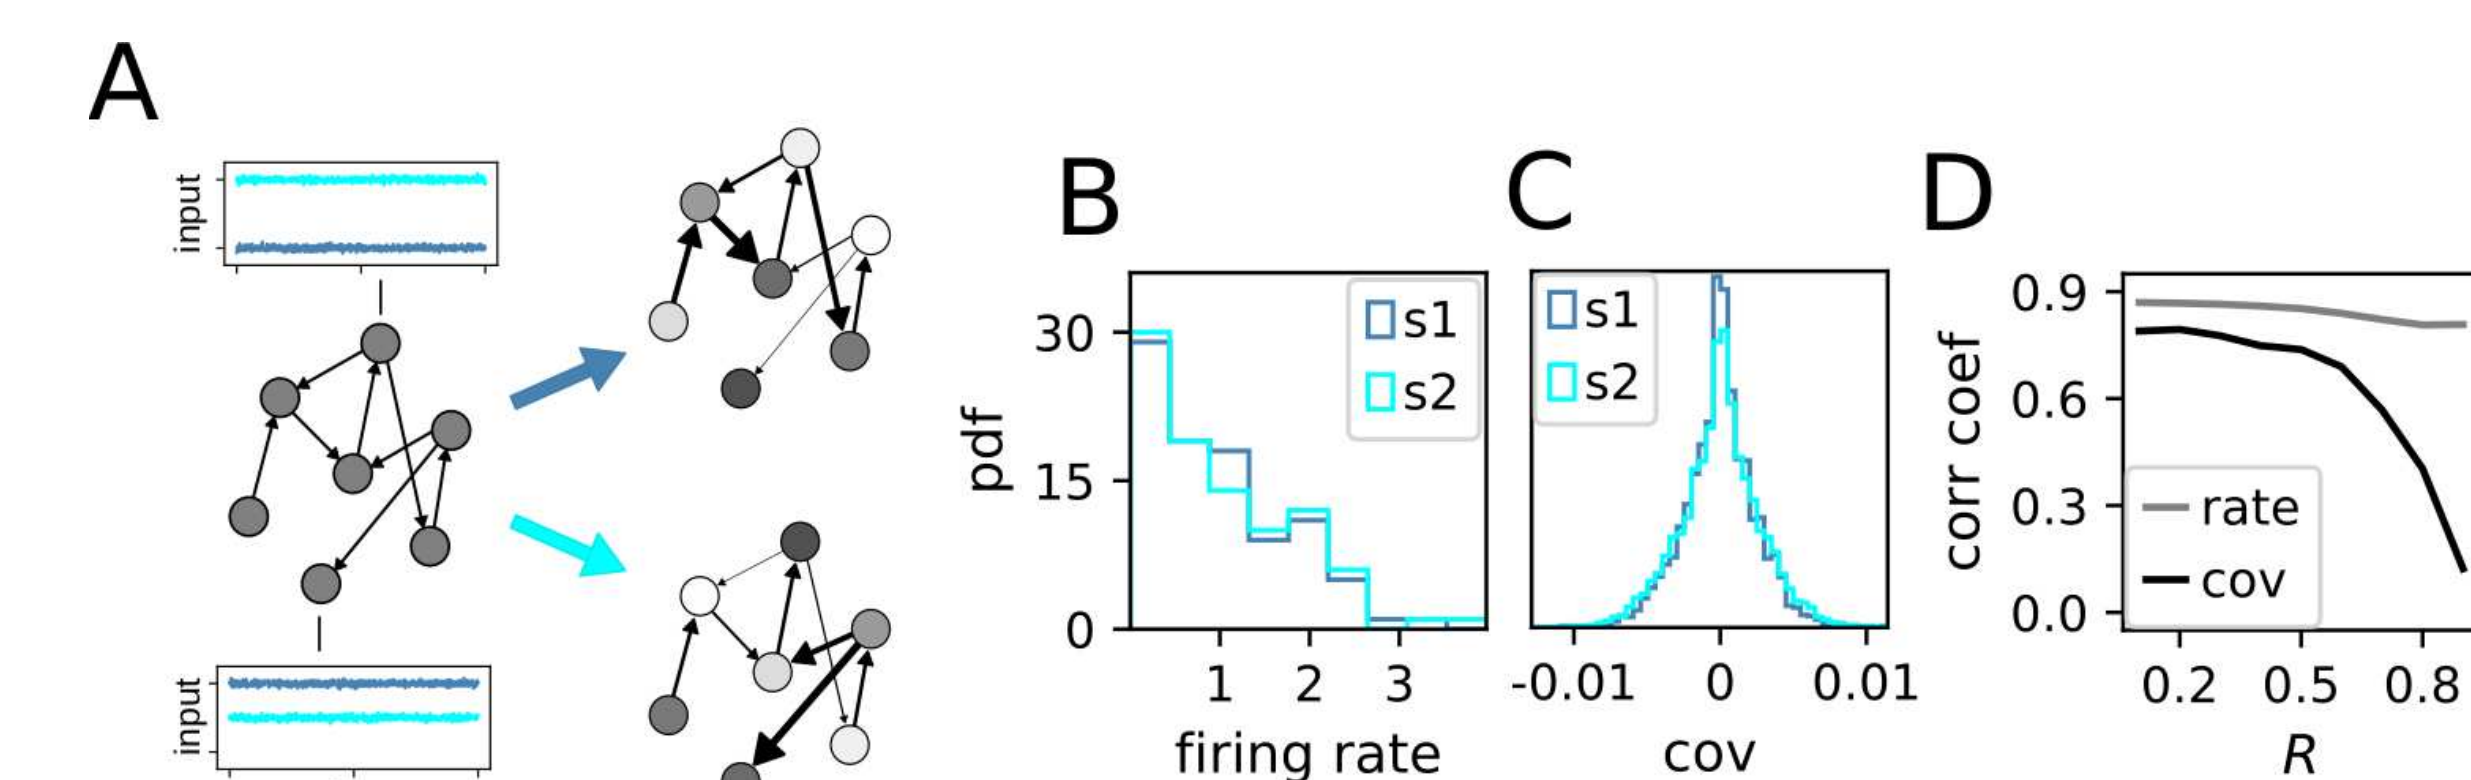 A
input
input
B
s1
s2
pdf
30
15
0
1 2 3
firing rate
C
s1
s2
-0.01 0 0.01
cov
D
corr coef
0.9
0.6
0.3
0.0
rate
cov
0.2 0.5 0.8
R